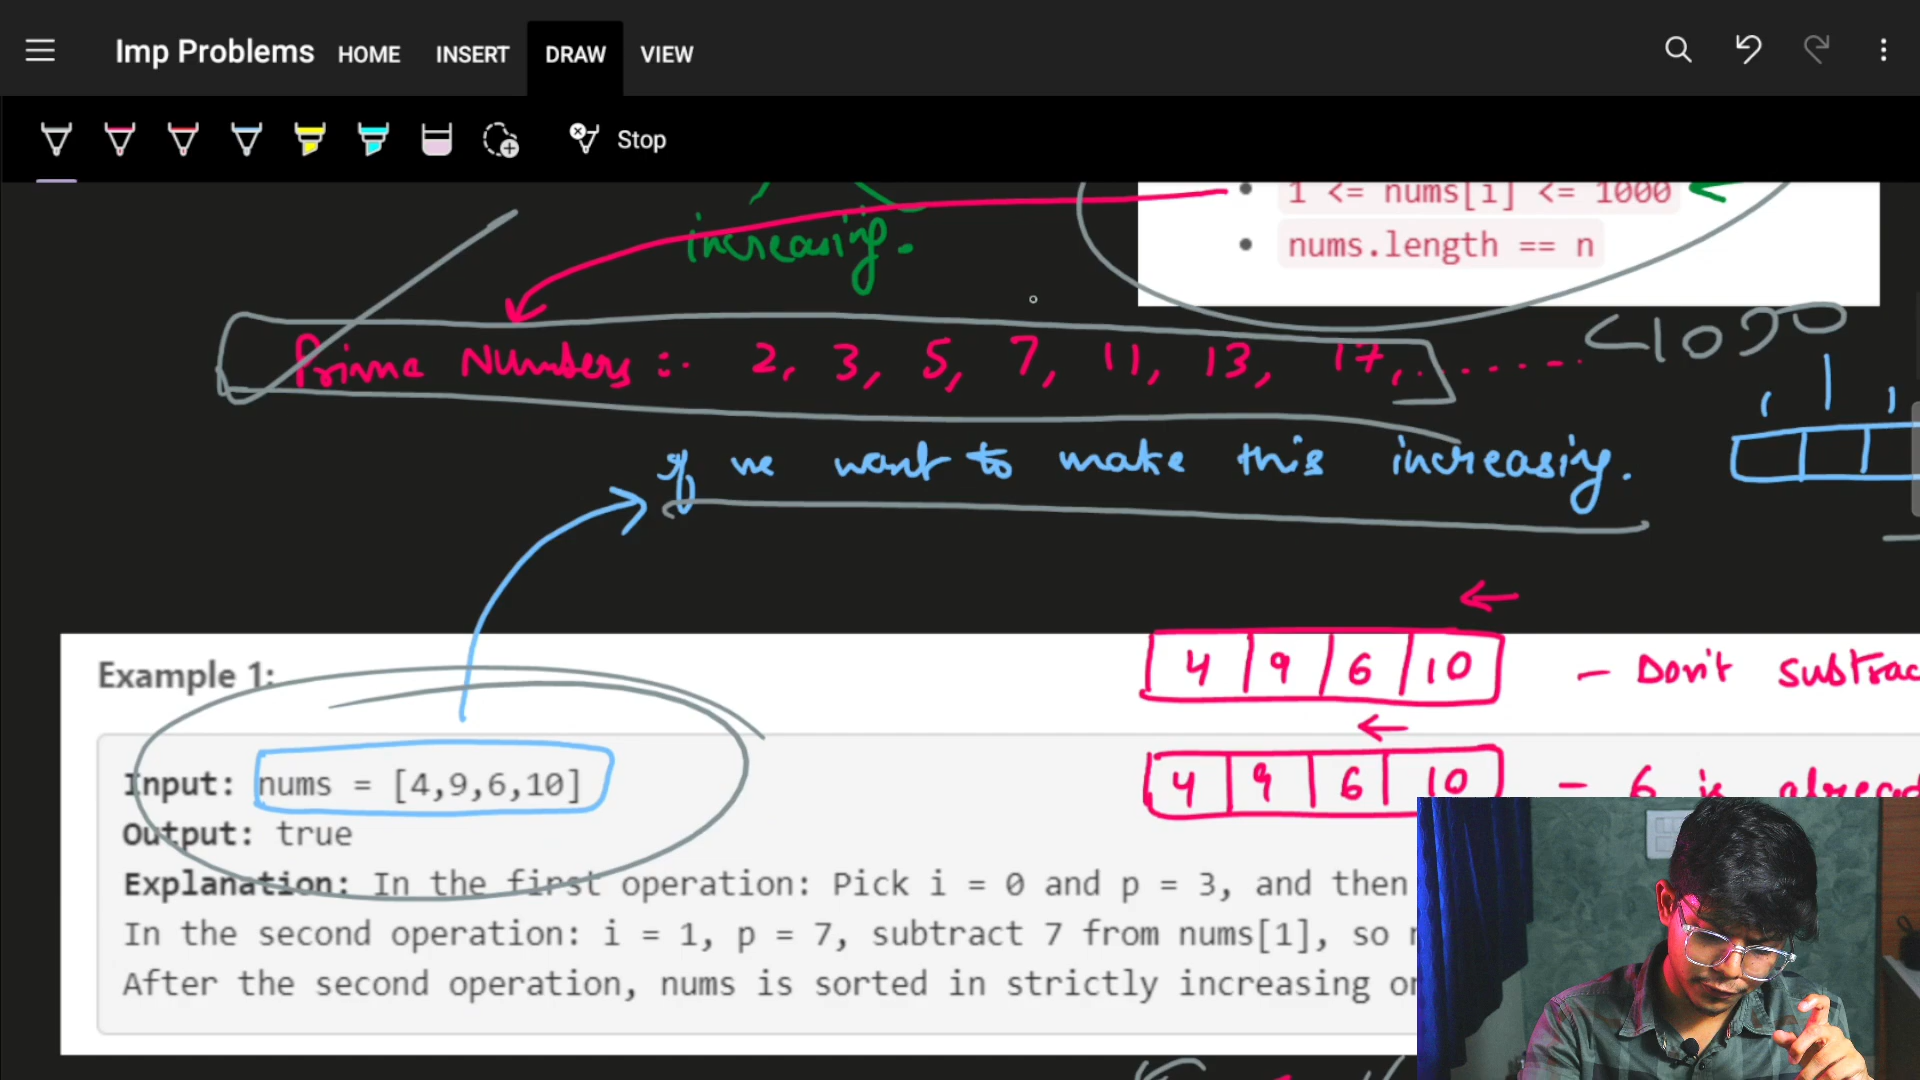 Imp Problems HOME INSERT DRAW VIEW
Stop
1 <= nums[i] <= 1000
nums.length == n
increasing.
<1000
Prime Numbers :- 2, 3, 5, 7, 11, 13, 17, .......
If we want to make this increasing.
4 9 6 10 - Don't subtrac
Example 1:
4 9 6 10 - 6 is
Input: nums = [4,9,6,10]
Output: true
Explanation: In the first operation: Pick i = 0 and p = 3, and then
In the second operation: i = 1, p = 7, subtract 7 from nums[1], so
After the second operation, nums is sorted in strictly increasing